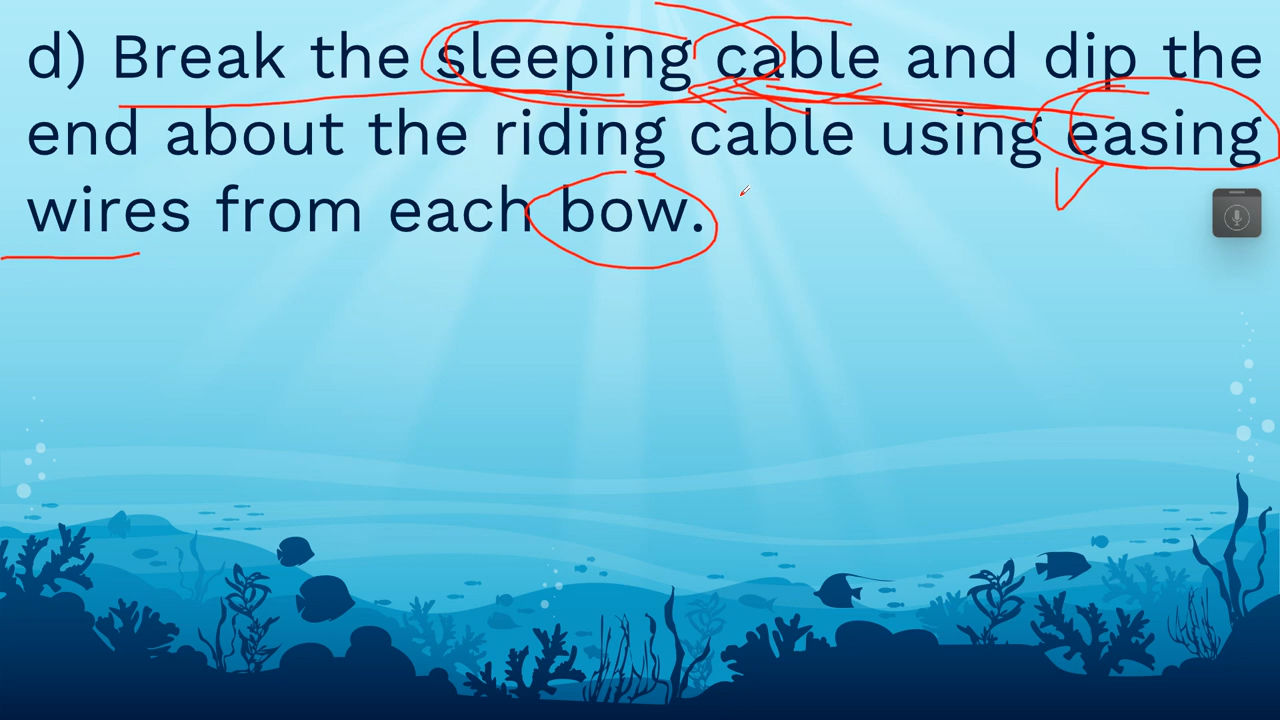 d) Break the sleeping cable and dip the
end about the riding cable using easing
wires from each bow.